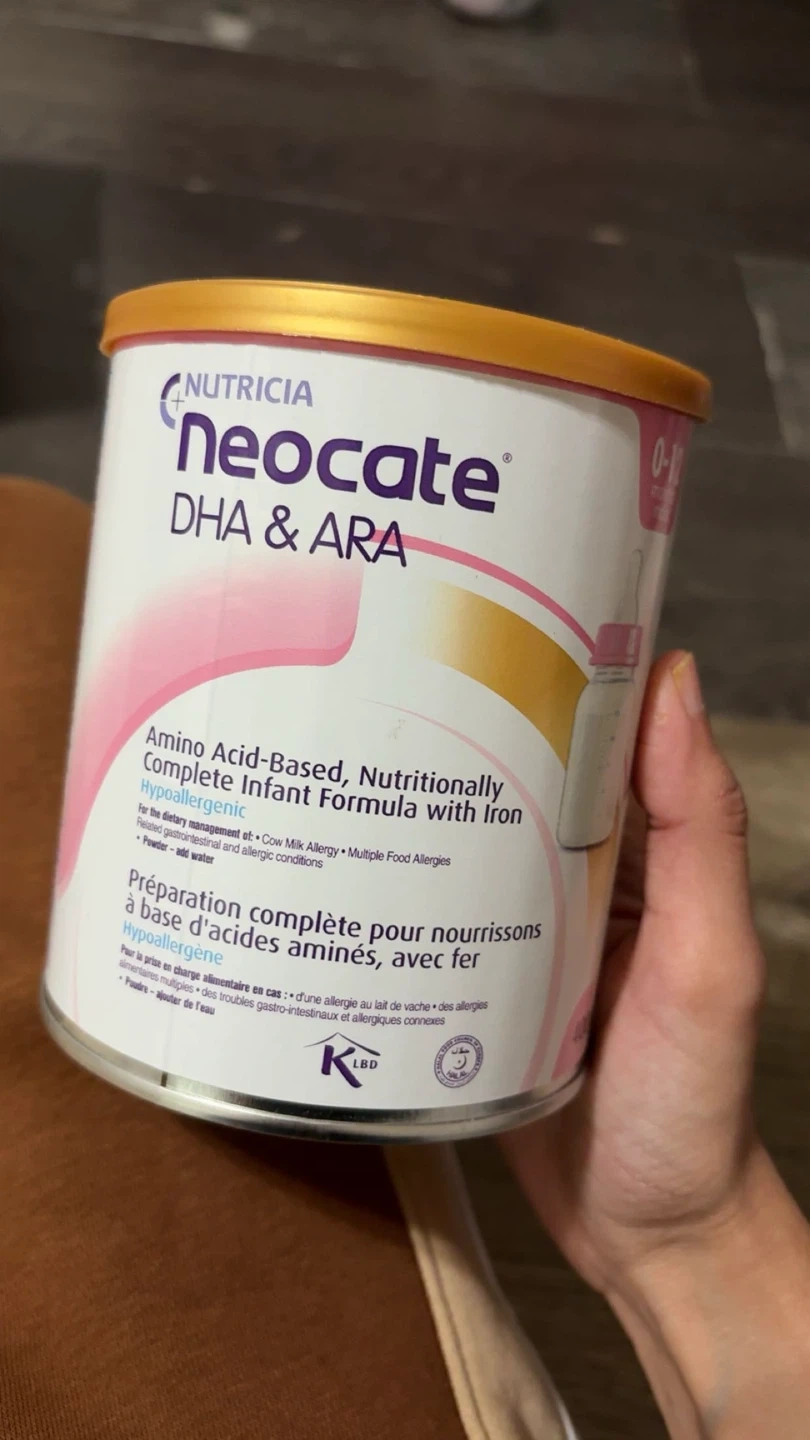 NUTRICIA
neocate®
DHA & ARA
Amino Acid-Based, Nutritionally
Complete Infant Formula with Iron
Hypoallergenic
For the dietary management of: • Cow Milk Allergy • Multiple Food Allergies
Related gastrointestinal and allergic conditions
• Powder – add water
Préparation complète pour nourrissons
à base d'acides aminés, avec fer
Hypoallergène
Pour la prise en charge alimentaire en cas : • d'une allergie au lait de vache • des allergies
alimentaires multiples • des troubles gastro-intestinaux et allergiques connexes
• Poudre – ajouter de l'eau
K LBD